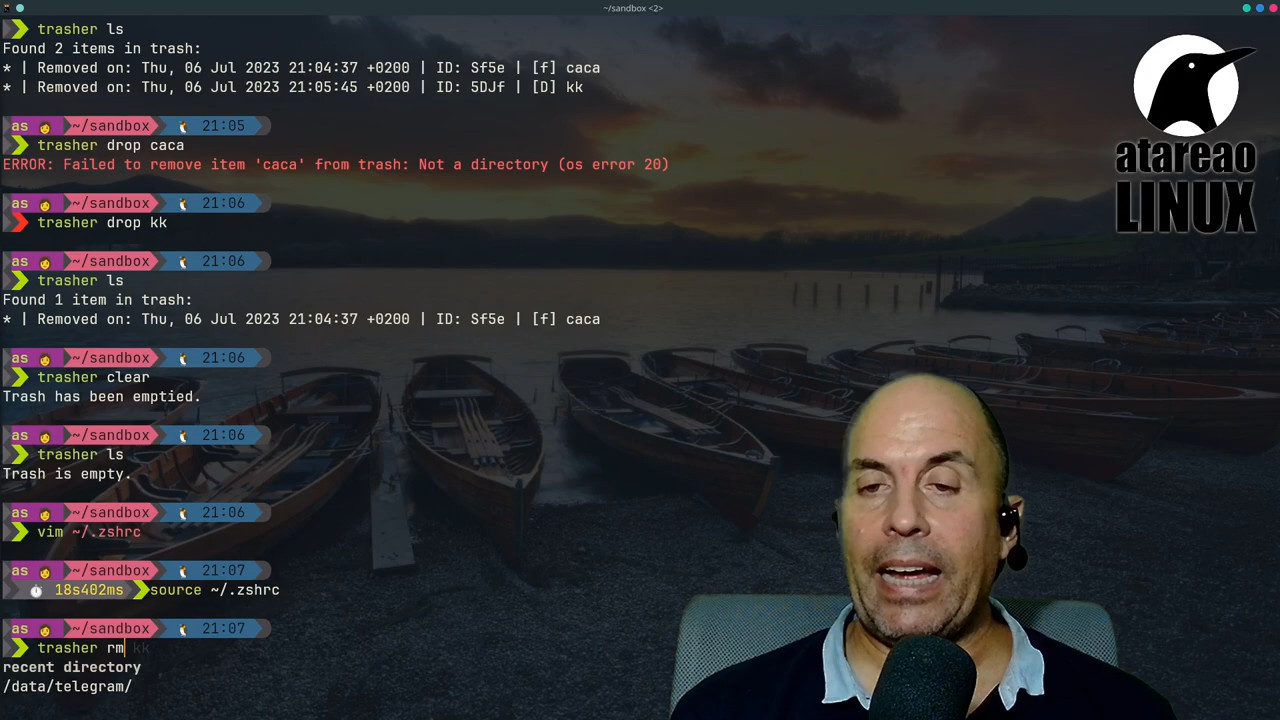 ~/sandbox <2>
trasher ls
Found 2 items in trash:
* | Removed on: Thu, 06 Jul 2023 21:04:37 +0200 | ID: Sf5e | [f] caca
* | Removed on: Thu, 06 Jul 2023 21:05:45 +0200 | ID: 5DJf | [D] kk
as ~/sandbox 21:05
trasher drop caca
ERROR: Failed to remove item 'caca' from trash: Not a directory (os error 20)
as ~/sandbox 21:06
trasher drop kk
as ~/sandbox 21:06
trasher ls
Found 1 item in trash:
* | Removed on: Thu, 06 Jul 2023 21:04:37 +0200 | ID: Sf5e | [f] caca
as ~/sandbox 21:06
trasher clear
Trash has been emptied.
as ~/sandbox 21:06
trasher ls
Trash is empty.
as ~/sandbox 21:06
vim ~/.zshrc
as ~/sandbox 21:07
18s402ms source ~/.zshrc
as ~/sandbox 21:07
trasher rm kk
recent directory
/data/telegram/
atareao
LINUX